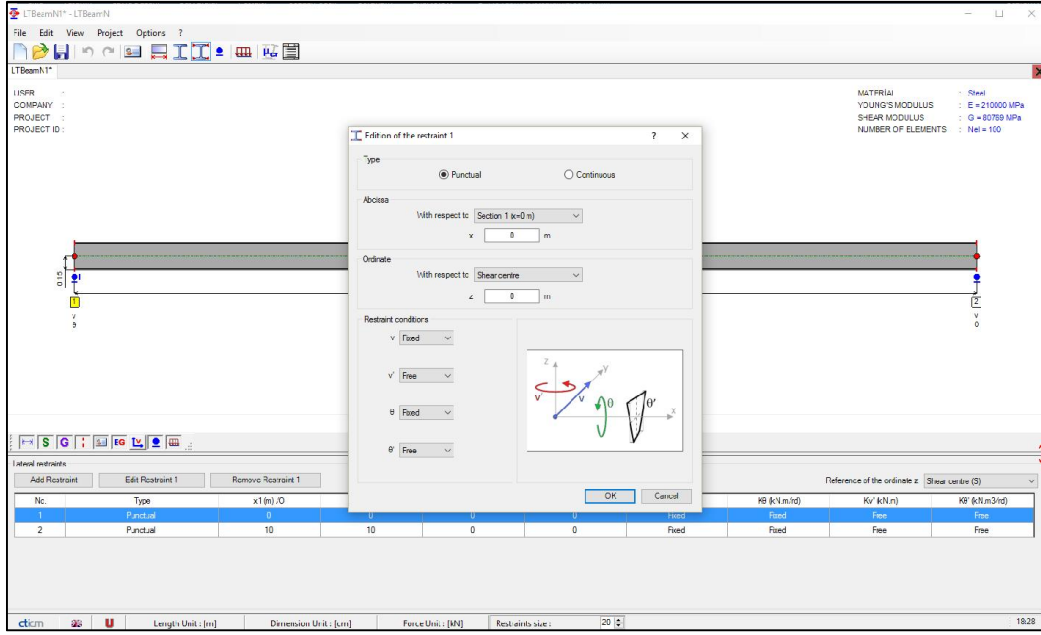 LTBeamN1* - LTBeamN
File Edit View Project Options ?
LTBeamN1*
USER :
COMPANY :
PROJECT :
PROJECT ID :
MATERIAL : Steel
YOUNG'S MODULUS : E = 210000 MPa
SHEAR MODULUS : G = 80769 MPa
NUMBER OF ELEMENTS : Nel = 100
Edition of the restraint 1 ? ×
Type
Punctual Continuous
Abcissa
With respect to Section 1 (x=0 m)
x 0 m
Ordinate
With respect to Shear centre
z 0 m
Restraint conditions
v Fixed
v' Free
θ Fixed
θ' Free
z y v' v θ θ' x
OK Cancel
0.15
1
v
θ
2
v
θ
S G EG
Lateral restraints
Add Restraint Edit Restraint 1 Remove Restraint 1 Reference of the ordinate z Shear centre (S)
No. Type x1 (m) /O Kθ (kN.m/rd) Kv' (kN.m) Kθ' (kN.m3/rd)
1 Punctual 0 0 0 0 Fixed Fixed Free Free
2 Punctual 10 10 0 0 Fixed Fixed Free Free
cticm U Length Unit : [m] Dimension Unit : [cm] Force Unit : [kN] Restraints size : 20 18:28